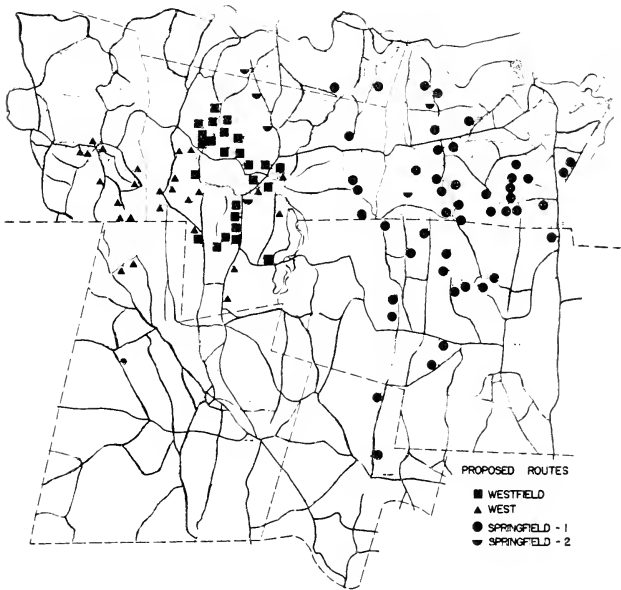 PROPOSED ROUTES
WESTFIELD
WEST
SPRINGFIELD - 1
SPRINGFIELD - 2